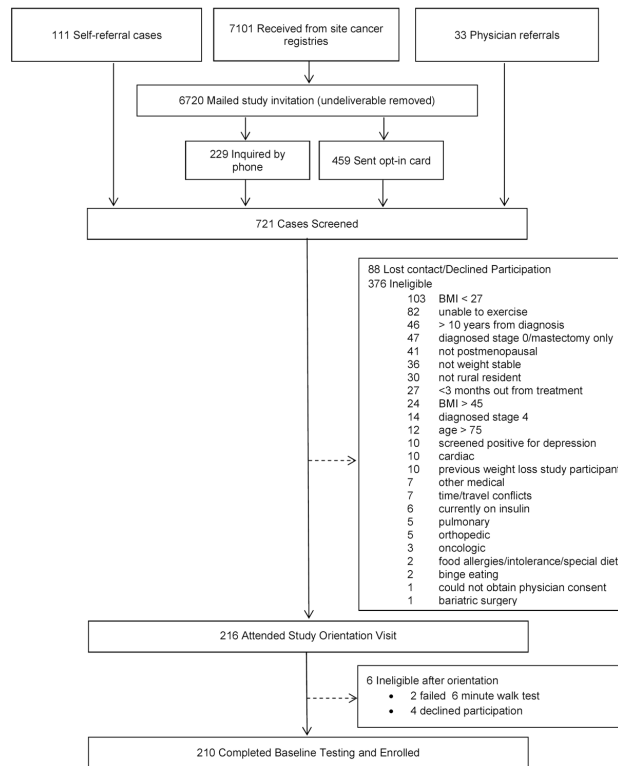 111 Self-referral cases
7101 Received from site cancer
registries
33 Physician referrals
6720 Mailed study invitation (undeliverable removed)
229 Inquired by
phone
459 Sent opt-in card
721 Cases Screened
88 Lost contact/Declined Participation
376 Ineligible
103 BMI < 27
82 unable to exercise
46 > 10 years from diagnosis
47 diagnosed stage 0/mastectomy only
41 not postmenopausal
36 not weight stable
30 not rural resident
27 <3 months out from treatment
24 BMI > 45
14 diagnosed stage 4
12 age > 75
10 screened positive for depression
10 cardiac
10 previous weight loss study participant
7 other medical
7 time/travel conflicts
6 currently on insulin
5 pulmonary
5 orthopedic
3 oncologic
2 food allergies/intolerance/special diet
2 binge eating
1 could not obtain physician consent
1 bariatric surgery
216 Attended Study Orientation Visit
6 Ineligible after orientation
• 2 failed 6 minute walk test
• 4 declined participation
210 Completed Baseline Testing and Enrolled